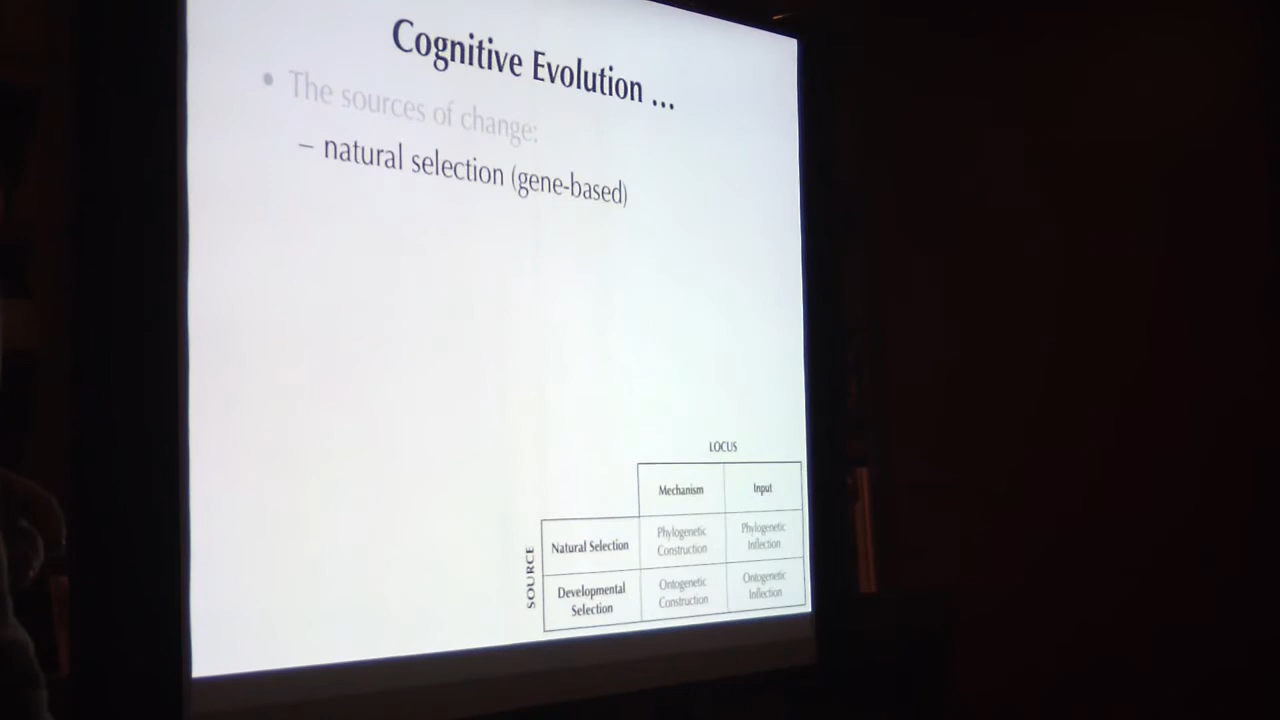 Cognitive Evolution ...
• The sources of change:
– natural selection (gene-based)
LOCUS
Mechanism Input
SOURCE
Natural Selection
Phylogenetic
Construction
Phylogenetic
Inflection
Developmental
Selection
Ontogenetic
Construction
Ontogenetic
Inflection